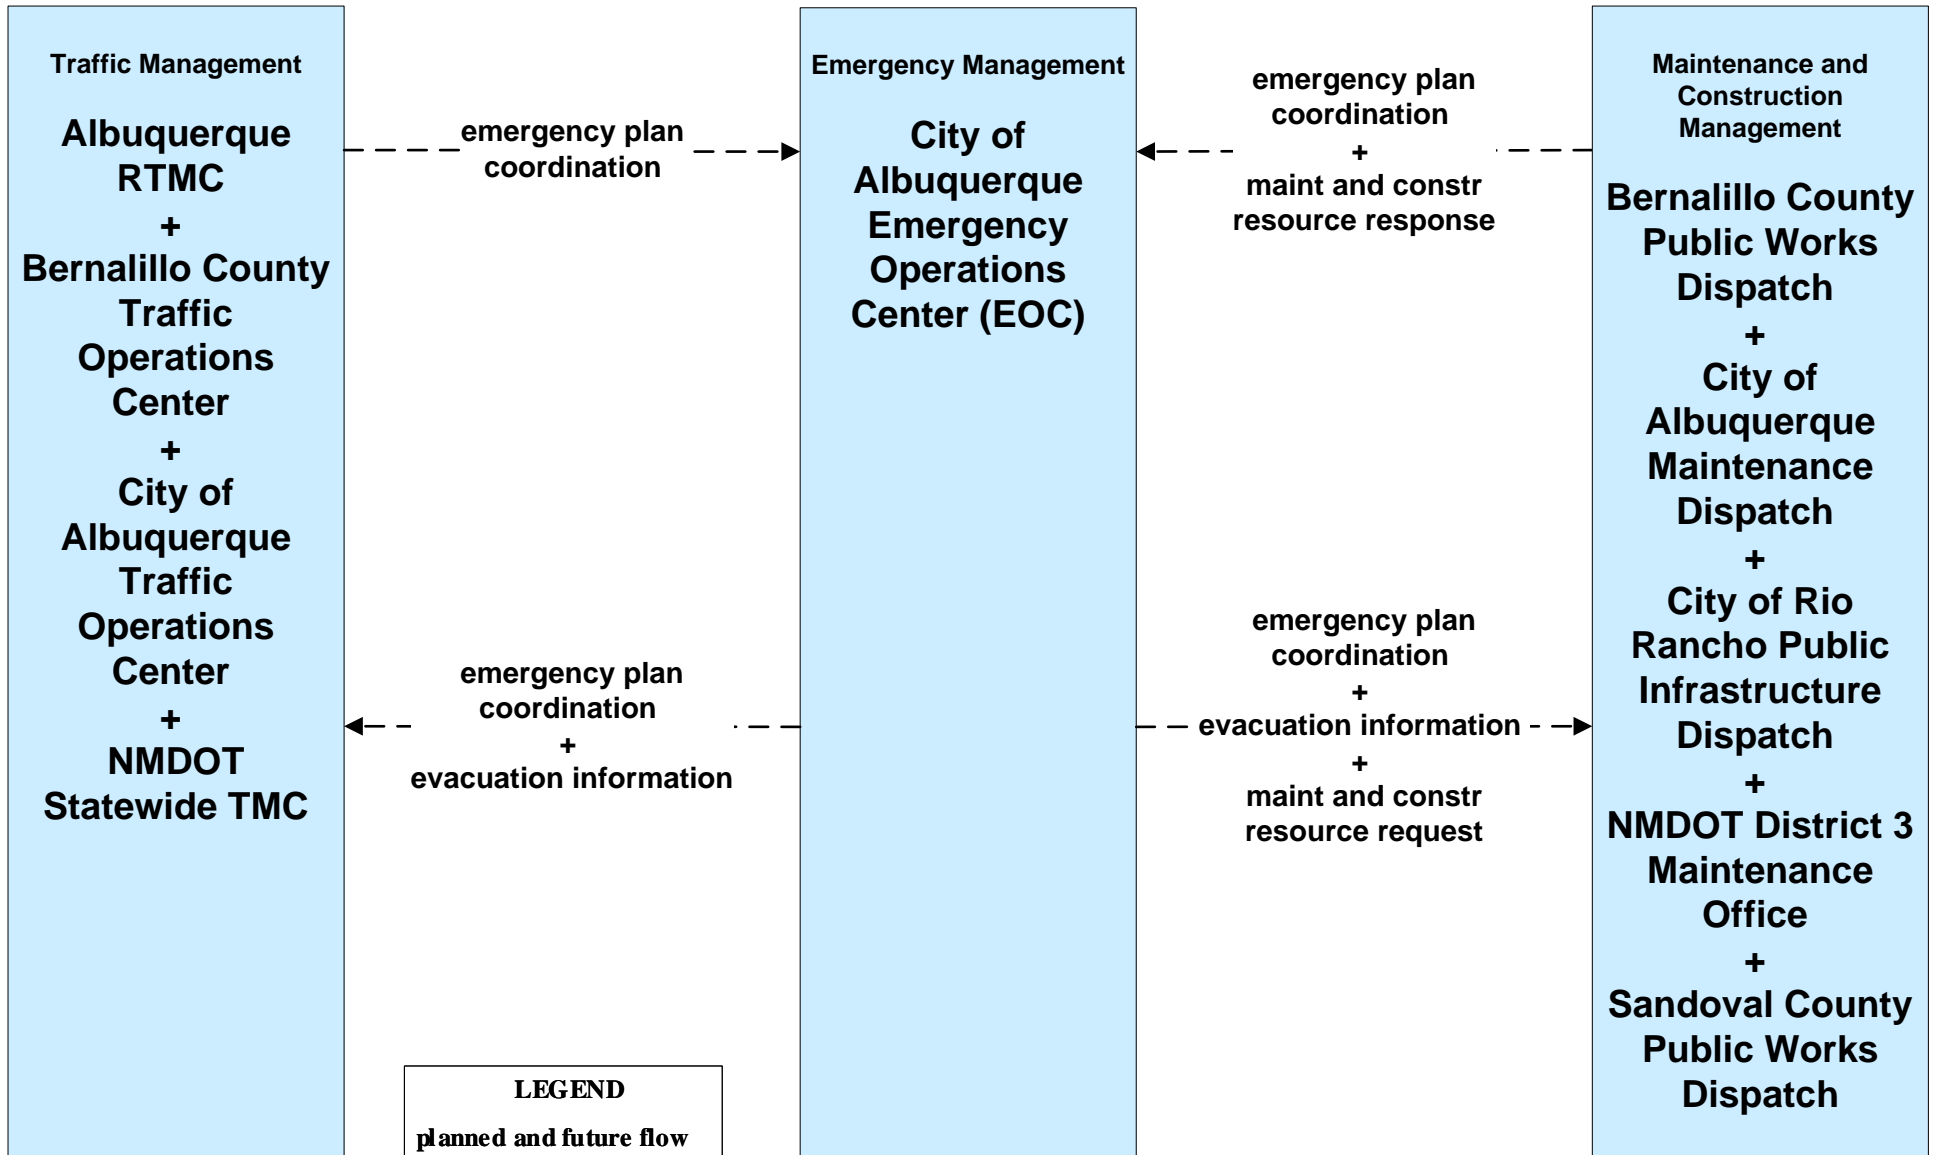 Traffic Management
Albuquerque
RTMC
+
Bernalillo County
Traffic
Operations
Center
+
City of
Albuquerque
Traffic
Operations
Center
+
NMDOT
Statewide TMC
emergency plan
coordination
emergency plan
coordination
+
evacuation information
Emergency Management
City of
Albuquerque
Emergency
Operations
Center (EOC)
emergency plan
coordination
+
maint and constr
resource response
emergency plan
coordination
+
evacuation information
+
maint and constr
resource request
Maintenance and
Construction
Management
Bernalillo County
Public Works
Dispatch
+
City of
Albuquerque
Maintenance
Dispatch
+
City of Rio
Rancho Public
Infrastructure
Dispatch
+
NMDOT District 3
Maintenance
Office
+
Sandoval County
Public Works
Dispatch
LEGEND
planned and future flow